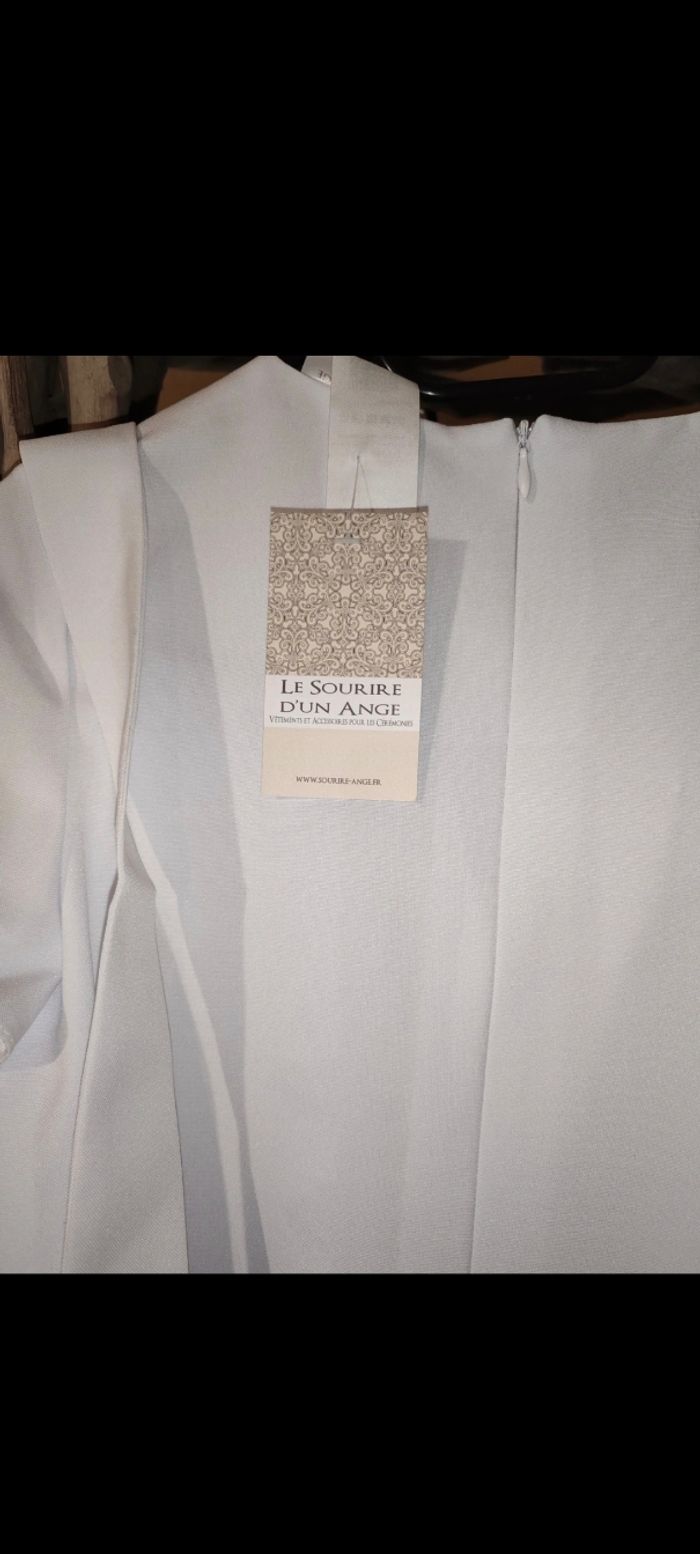 LE SOURIRE
D'UN ANGE
VÊTEMENTS ET ACCESSOIRES POUR LES CÉRÉMONIES
WWW.SOURIRE-ANGE.FR